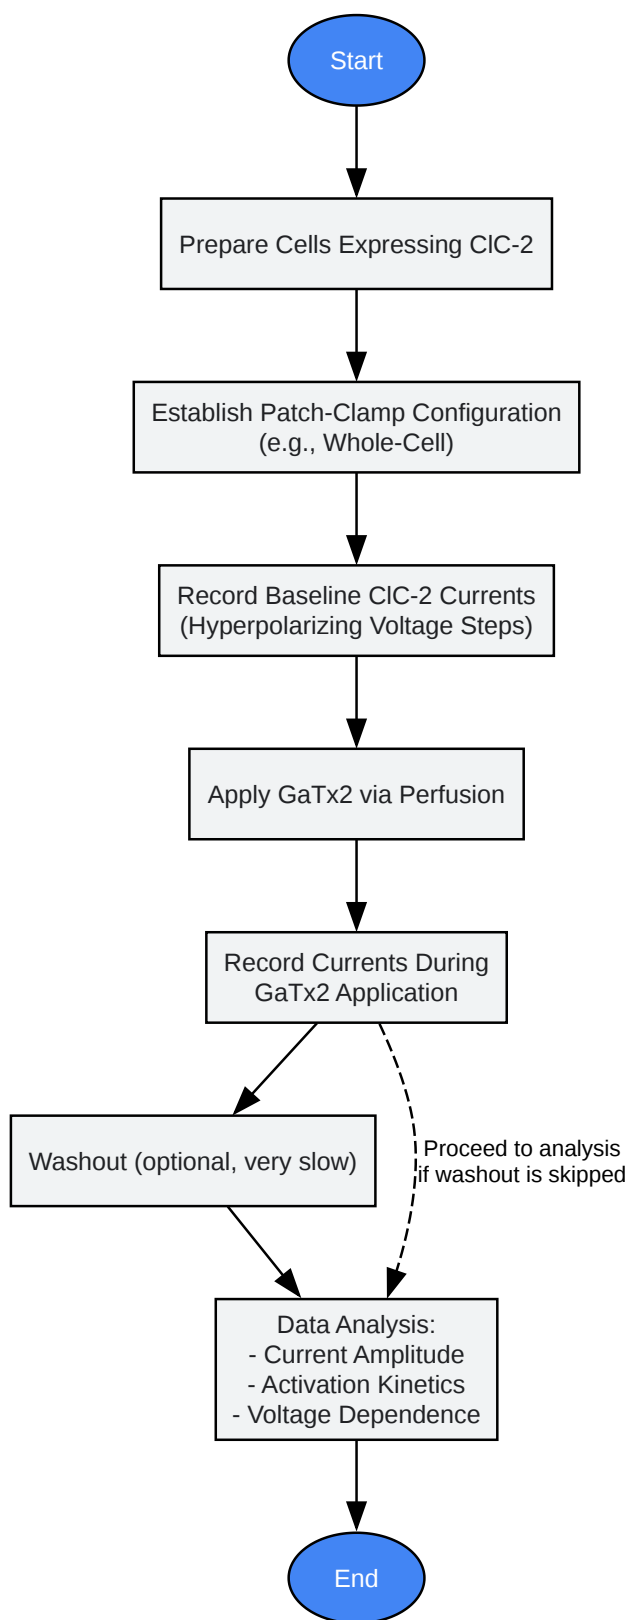 Start
Prepare Cells Expressing ClC-2
Establish Patch-Clamp Configuration
(e.g., Whole-Cell)
Record Baseline ClC-2 Currents
(Hyperpolarizing Voltage Steps)
Apply GaTx2 via Perfusion
Record Currents During
GaTx2 Application
Washout (optional, very slow)
Proceed to analysis
if washout is skipped
Data Analysis:
- Current Amplitude
- Activation Kinetics
- Voltage Dependence
End